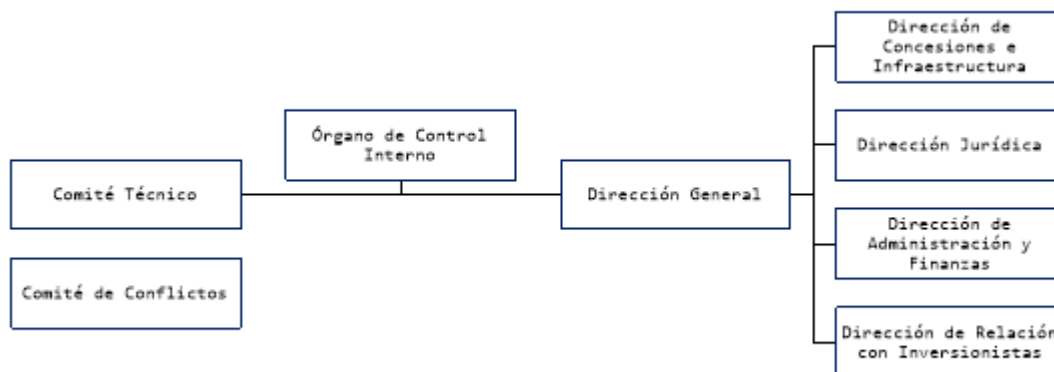 Dirección de
Concesiones e
Infraestructura
Órgano de Control
Interno
Dirección Jurídica
Comité Técnico
Dirección General
Dirección de
Administración y
Finanzas
Comité de Conflictos
Dirección de Relación
con Inversionistas